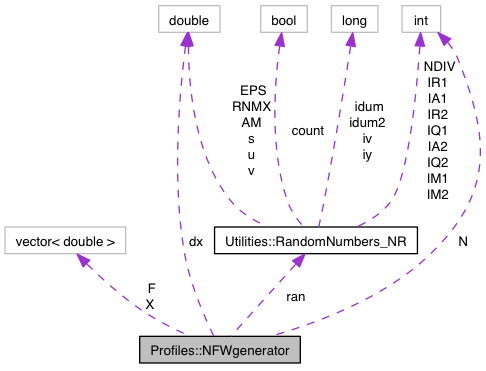 double
bool
long
int
EPS
RNMX
AM
s
u
v
count
idum
idum2
iv
iy
NDIV
IR1
IA1
IR2
IQ1
IA2
IQ2
IM1
IM2
vector< double >
dx
Utilities::RandomNumbers_NR
N
F
X
ran
Profiles::NFWgenerator